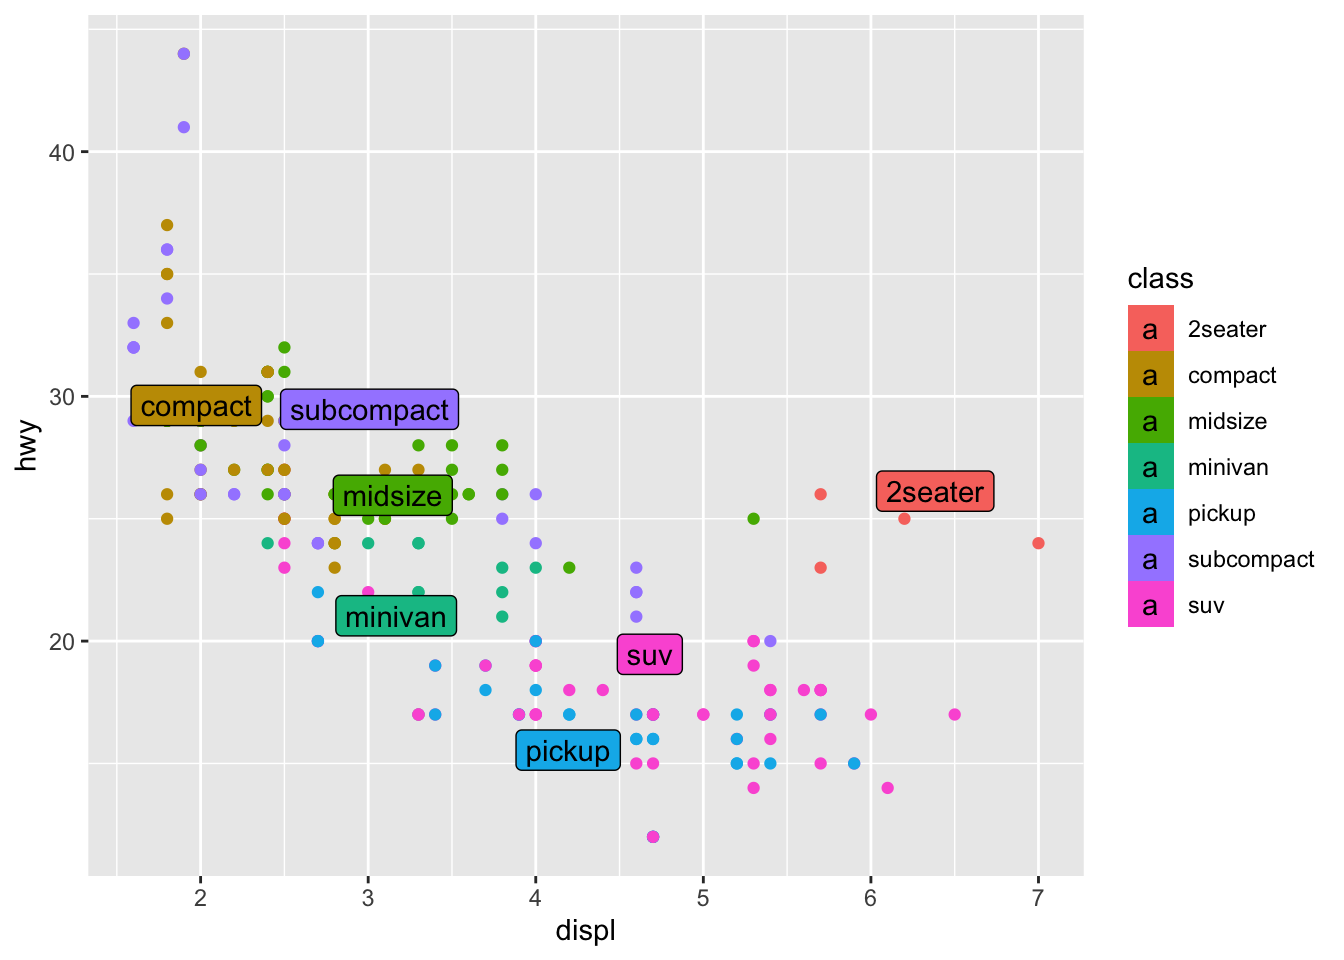 40
30
20
hwy
compact
subcompact
midsize
2seater
minivan
suv
pickup
2
3
4
5
6
7
displ
class
a 2seater
a compact
a midsize
a minivan
a pickup
a subcompact
a suv